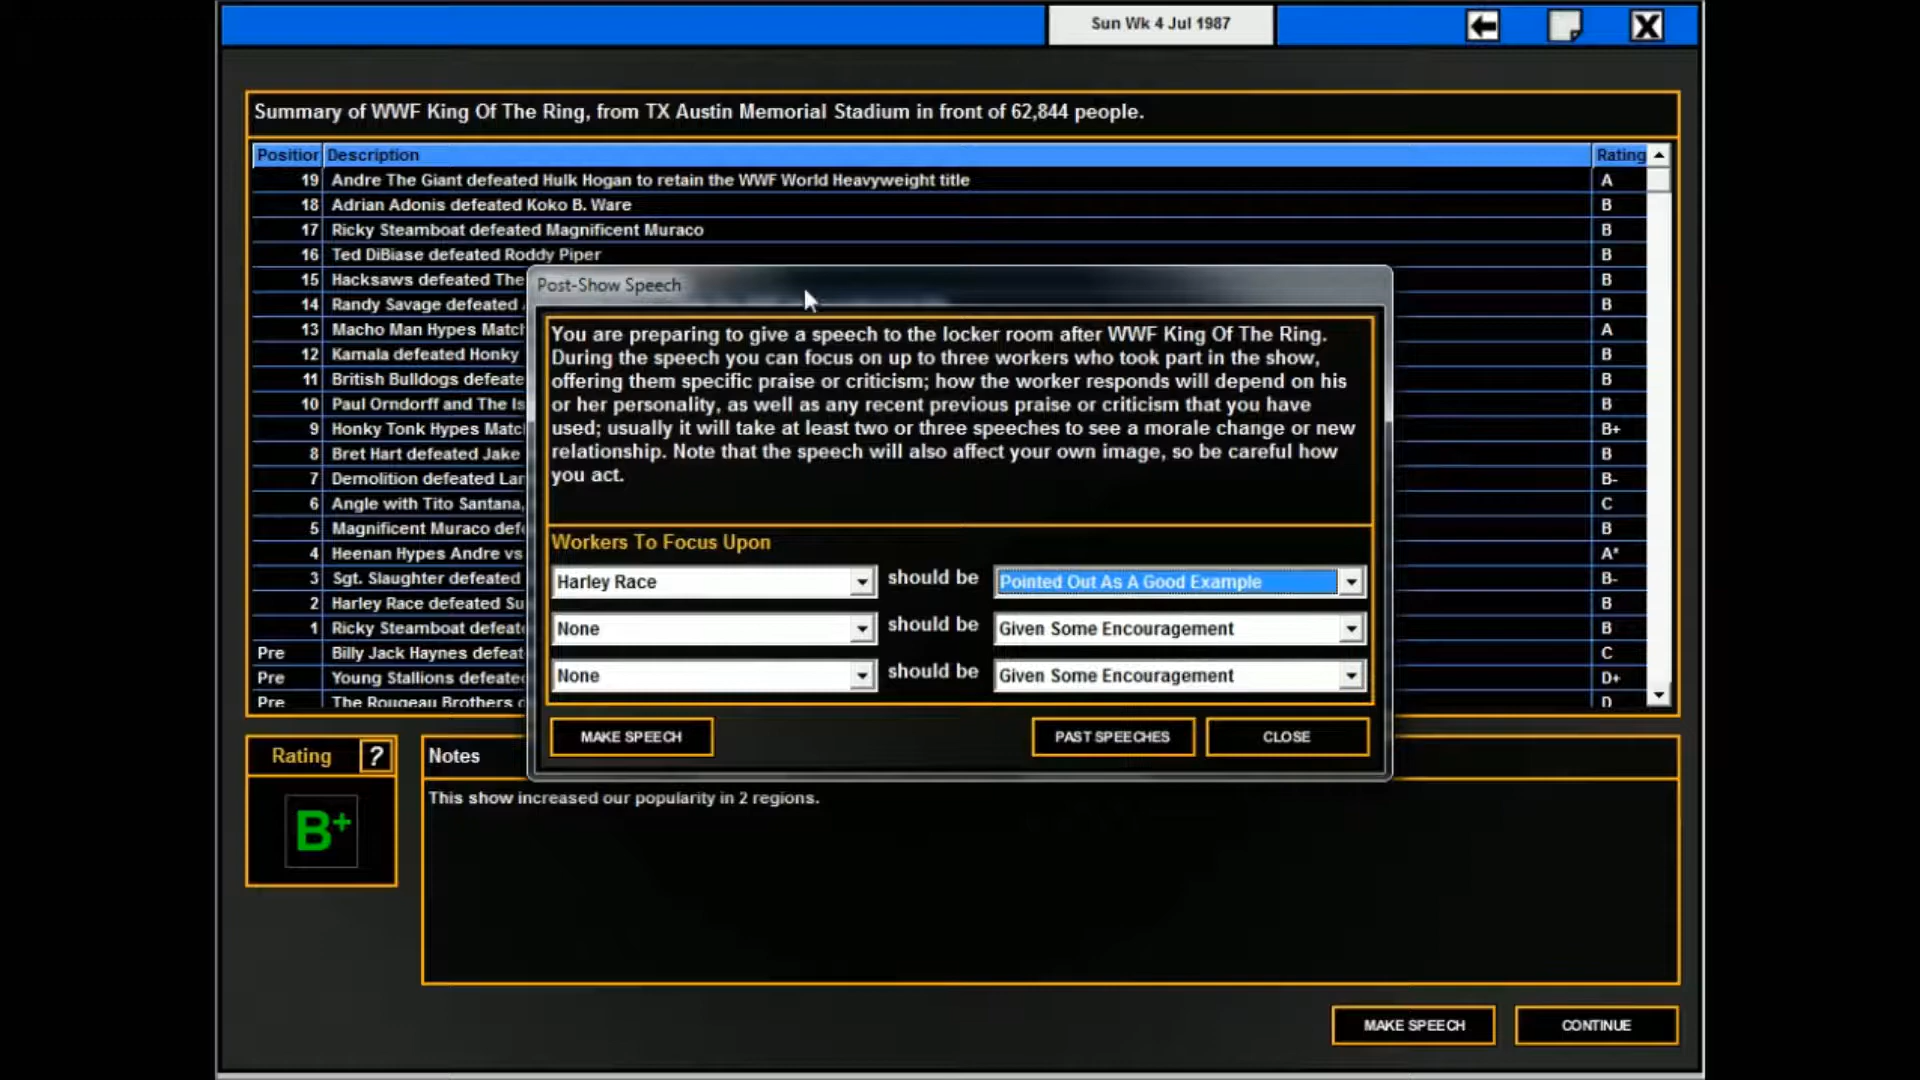 Sun Wk 4 Jul 1987
Summary of WWF King Of The Ring, from TX Austin Memorial Stadium in front of 62,844 people.
Position Description Rating
19 Andre The Giant defeated Hulk Hogan to retain the WWF World Heavyweight title A
18 Adrian Adonis defeated Koko B. Ware B
17 Ricky Steamboat defeated Magnificent Muraco B
16 Ted DiBiase defeated Roddy Piper B
15 Hacksaws defeated The B
14 Randy Savage defeated B
13 Macho Man Hypes Match A
12 Kamala defeated Honky B
11 British Bulldogs defeate B
10 Paul Orndorff and The Is B
9 Honky Tonk Hypes Matc B+
8 Bret Hart defeated Jake B
7 Demolition defeated Lar B-
6 Angle with Tito Santana, C
5 Magnificent Muraco defe B
4 Heenan Hypes Andre vs A*
3 Sgt. Slaughter defeated B-
2 Harley Race defeated Su B
1 Ricky Steamboat defeate B
Pre Billy Jack Haynes defeat C
Pre Young Stallions defeated D+
Pre The Rougeau Brothers D
Post-Show Speech
You are preparing to give a speech to the locker room after WWF King Of The Ring.
During the speech you can focus on up to three workers who took part in the show,
offering them specific praise or criticism; how the worker responds will depend on his
or her personality, as well as any recent previous praise or criticism that you have
used; usually it will take at least two or three speeches to see a morale change or new
relationship. Note that the speech will also affect your own image, so be careful how
you act.
Workers To Focus Upon
Harley Race should be Pointed Out As A Good Example
None should be Given Some Encouragement
None should be Given Some Encouragement
MAKE SPEECH PAST SPEECHES CLOSE
Rating ? Notes
B+
This show increased our popularity in 2 regions.
MAKE SPEECH CONTINUE